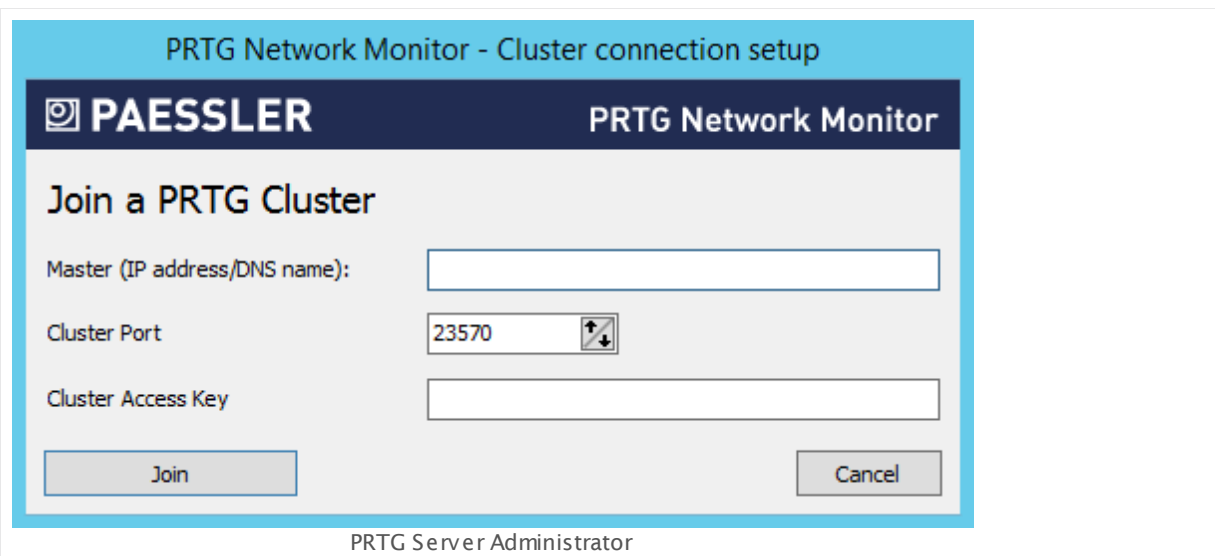 PRTG Network Monitor - Cluster connection setup
PAESSLER PRTG Network Monitor
Join a PRTG Cluster
Master (IP address/DNS name):
Cluster Port 23570
Cluster Access Key
Join Cancel
PRTG Server Administrator